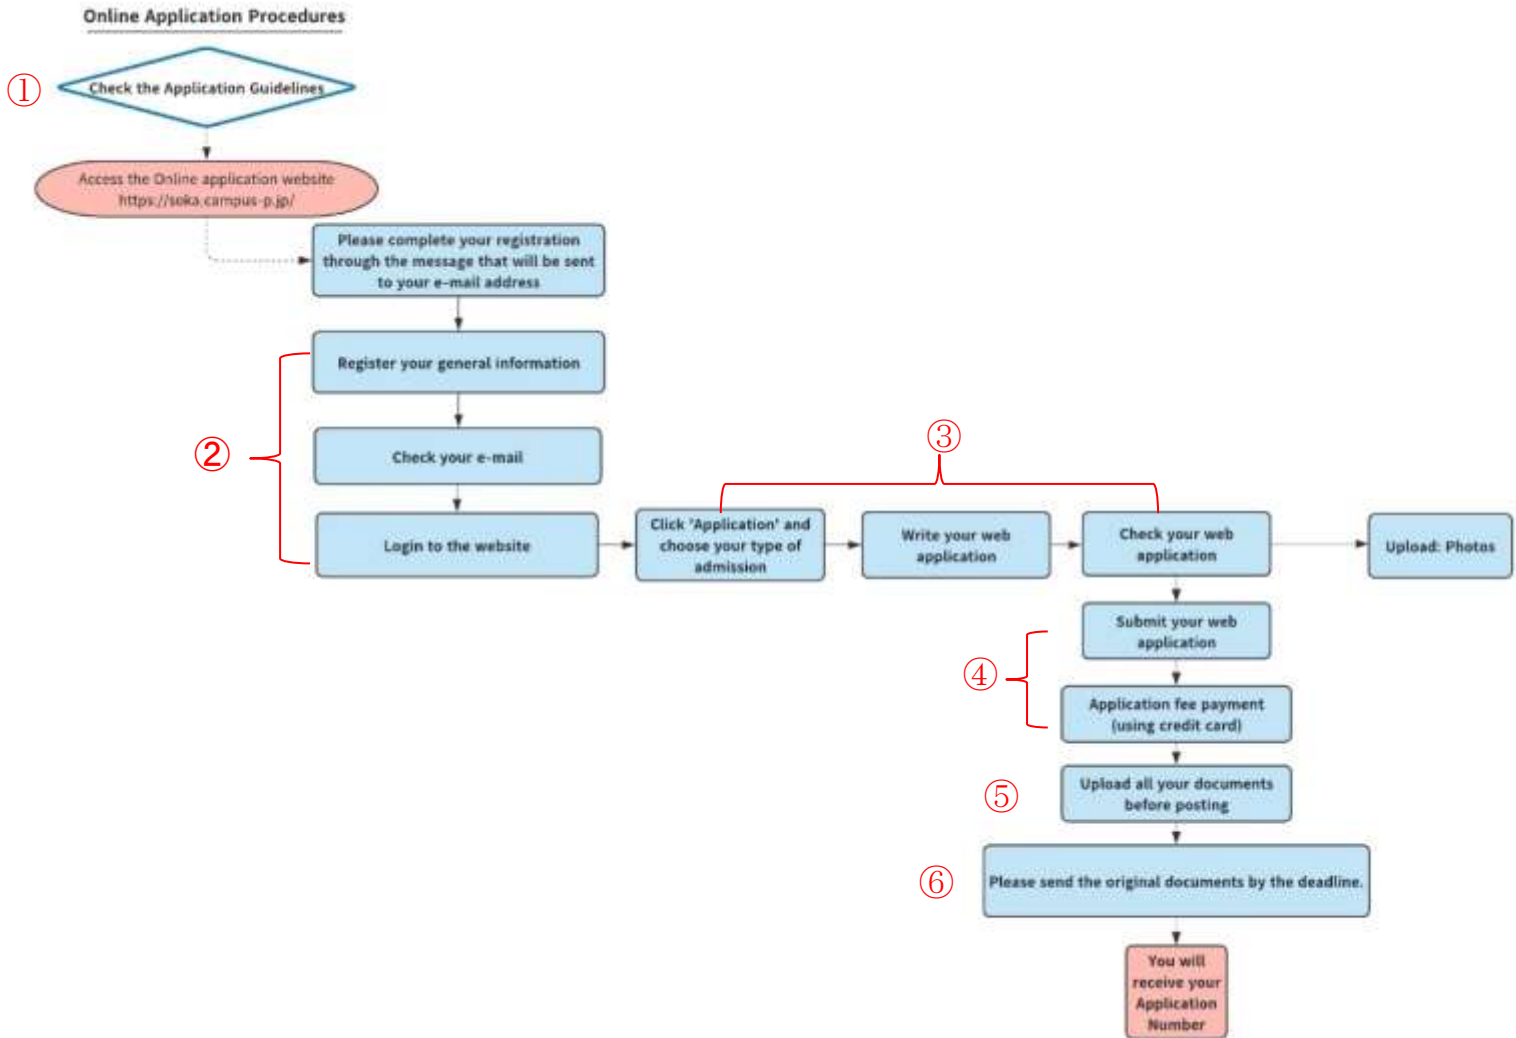 Online Application Procedures
①
Check the Application Guidelines
Access the Online application website
https://soka.campus-p.jp/
Please complete your registration
through the message that will be sent
to your e-mail address
②
Register your general information
Check your e-mail
Login to the website
③
Click 'Application' and
choose your type of
admission
Write your web
application
Check your web
application
Upload: Photos
④
Submit your web
application
Application fee payment
(using credit card)
⑤
Upload all your documents
before posting
⑥
Please send the original documents by the deadline.
You will
receive your
Application
Number